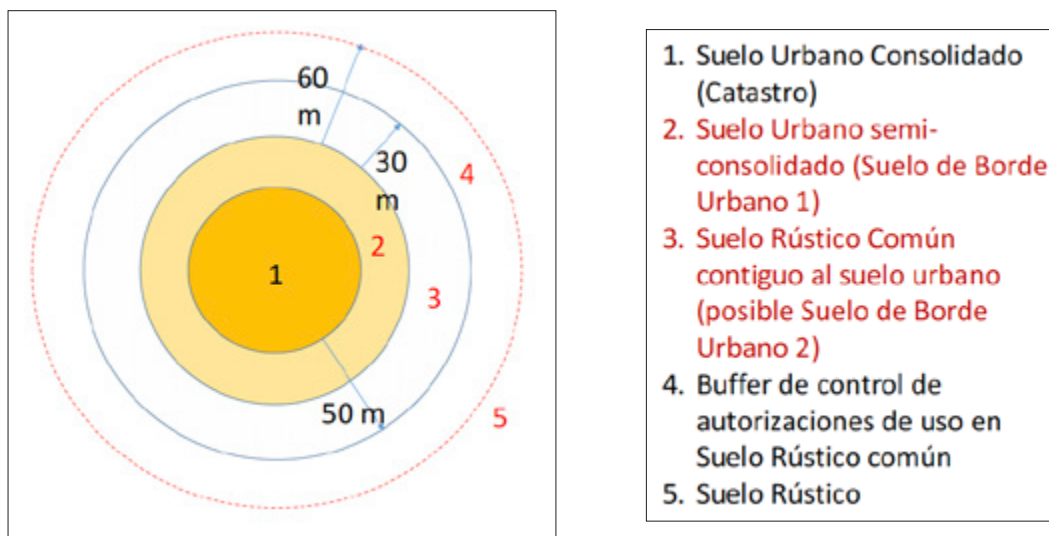 60
m
30
m
4
2
1
3
50 m
5
1. Suelo Urbano Consolidado
(Catastro)
2. Suelo Urbano semi-
consolidado (Suelo de Borde
Urbano 1)
3. Suelo Rústico Común
contiguo al suelo urbano
(posible Suelo de Borde
Urbano 2)
4. Buffer de control de
autorizaciones de uso en
Suelo Rústico común
5. Suelo Rústico